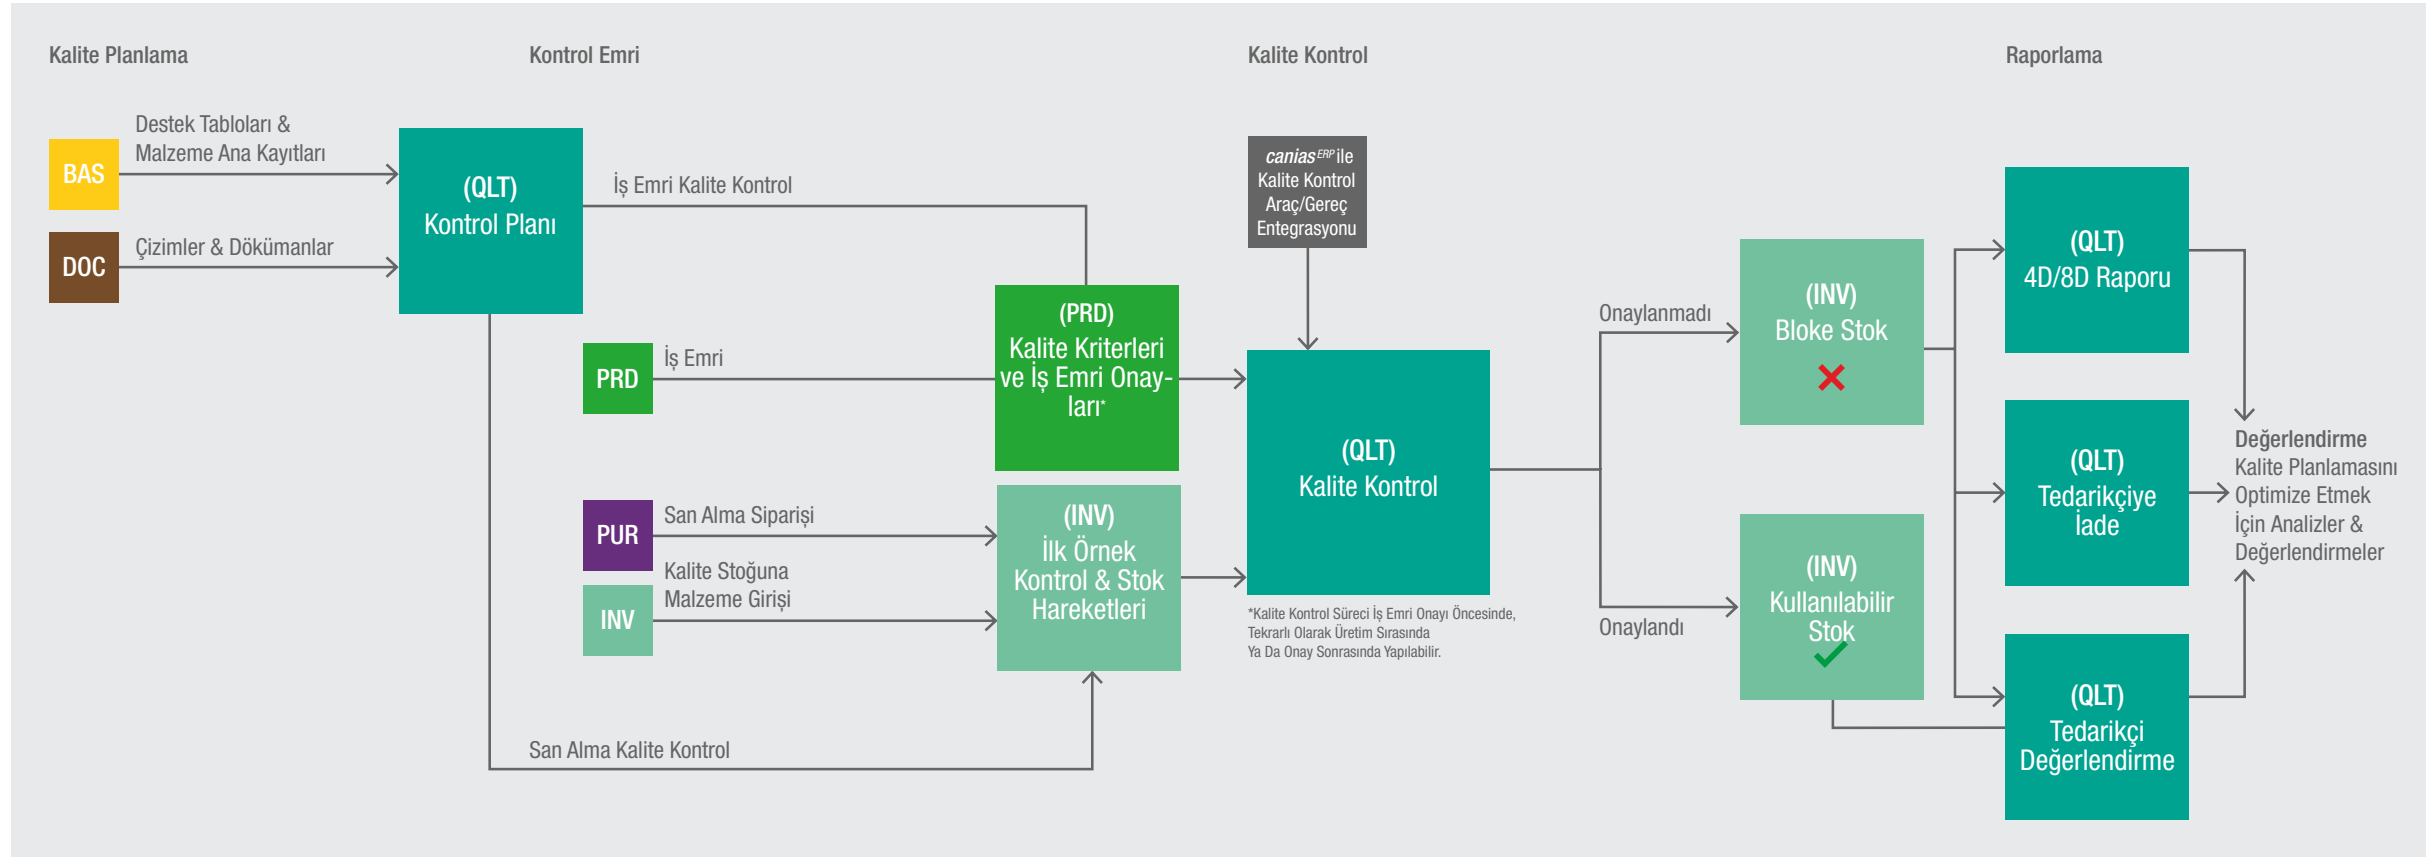 Kalite Planlama
Kontrol Emri
Kalite Kontrol
Raporlama
BAS
Destek Tabloları &
Malzeme Ana Kayıtları
DOC
Çizimler & Dökümanlar
(QLT)
Kontrol Planı
İş Emri Kalite Kontrol
PRD
İş Emri
(PRD)
Kalite Kriterleri
ve İş Emri Onay-
ları*
PUR
San Alma Siparişi
INV
Kalite Stoğuna
Malzeme Girişi
(INV)
İlk Örnek
Kontrol & Stok
Hareketleri
San Alma Kalite Kontrol
canias ERP ile
Kalite Kontrol
Araç/Gereç
Entegrasyonu
(QLT)
Kalite Kontrol
*Kalite Kontrol Süreci İş Emri Onayı Öncesinde,
Tekrarlı Olarak Üretim Sırasında
Ya Da Onay Sonrasında Yapılabilir.
Onaylanmadı
Onaylandı
(INV)
Bloke Stok
(INV)
Kullanılabilir
Stok
(QLT)
4D/8D Raporu
(QLT)
Tedarikçiye
İade
(QLT)
Tedarikçi
Değerlendirme
Değerlendirme
Kalite Planlamasını
Optimize Etmek
İçin Analizler &
Değerlendirmeler